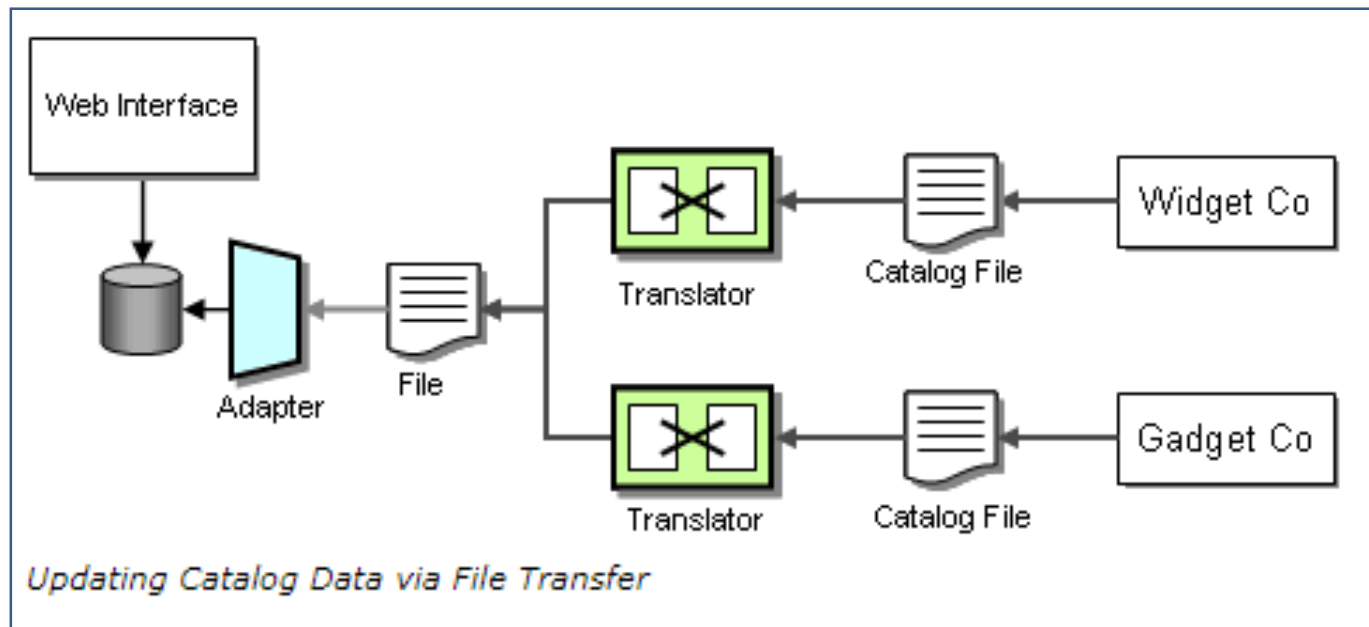 Web Interface
Widget Co
Translator
Catalog File
Adapter
File
Gadget Co
Translator
Catalog File
Updating Catalog Data via File Transfer